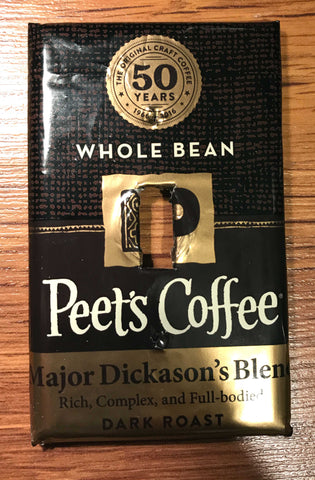 THE ORIGINAL CRAFT COFFEE
50
YEARS
WHOLE BEAN
Peet's Coffee
Major Dickason's Blend
Rich, Complex, and Full-bodied
DARK ROAST